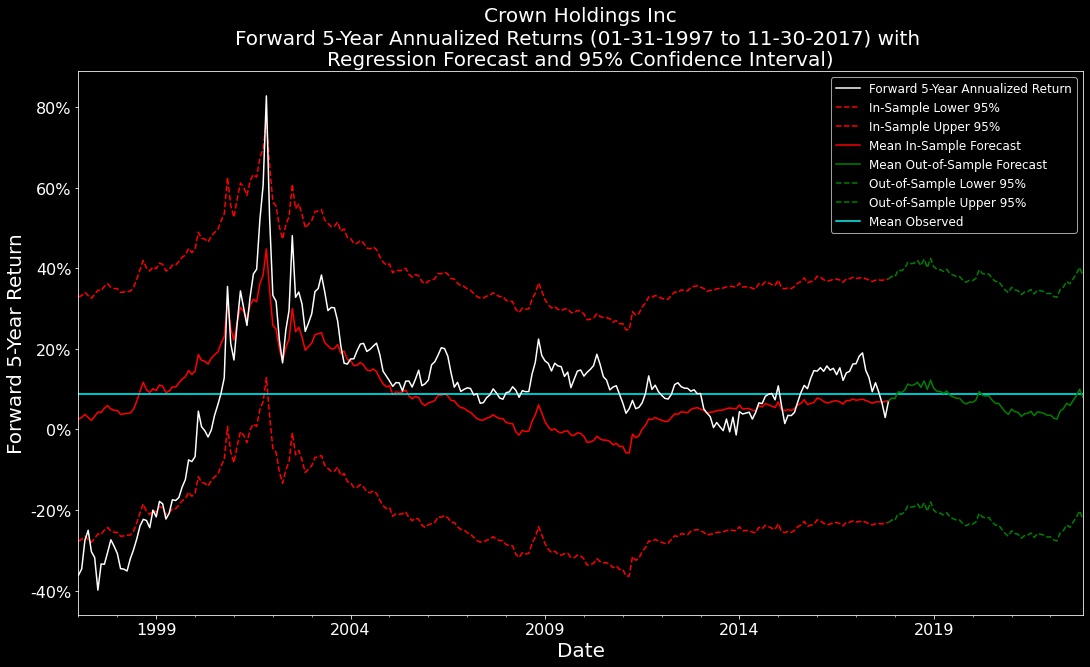 Crown Holdings Inc
Forward 5-Year Annualized Returns (01-31-1997 to 11-30-2017) with
Regression Forecast and 95% Confidence Interval)
Forward 5-Year Annualized Return
In-Sample Lower 95%
In-Sample Upper 95%
Mean In-Sample Forecast
Mean Out-of-Sample Forecast
Out-of-Sample Lower 95%
Out-of-Sample Upper 95%
Mean Observed
Forward 5-Year Return
80%
60%
40%
20%
0%
-20%
-40%
1999
2004
2009
2014
2019
Date